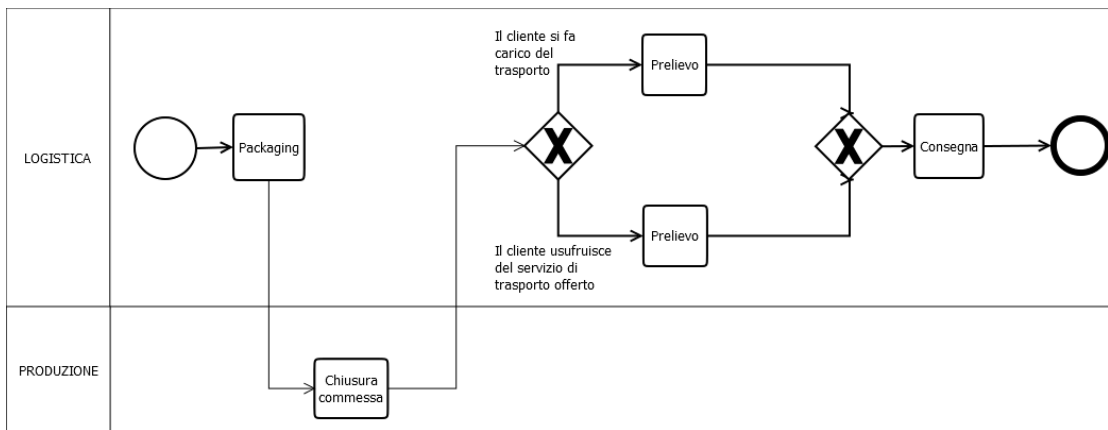 Il cliente si fa
carico del
trasporto
Prelievo
LOGISTICA
Packaging
X
X
Consegna
Prelievo
Il cliente usufruisce
del servizio di
trasporto offerto
PRODUZIONE
Chiusura
commessa